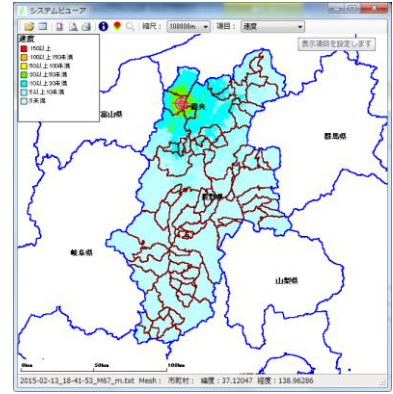 システムビューア
縮尺： 100000m 項目： 速度
表示項目を設定します
速度
150以上
100以上150未満
50以上100未満
30以上50未満
10以上30未満
5以上10未満
5未満
富山県
群馬県
長野県
岐阜県
山梨県
0km 50km 100km
2015-02-13_18-41-53_M67_m.txt Mesh： 市町村： 緯度：37.12047 経度：138.96286